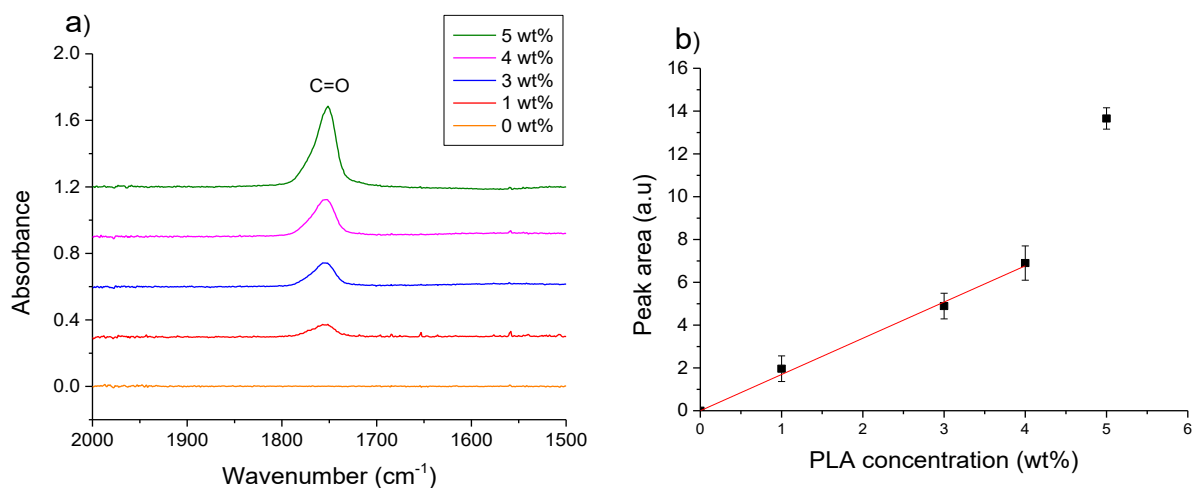 a)
5 wt%
4 wt%
3 wt%
1 wt%
0 wt%
C=O
2.0
1.6
1.2
0.8
0.4
0.0
Absorbance
2000 1900 1800 1700 1600 1500
Wavenumber (cm⁻¹)
b)
16
14
12
10
8
6
4
2
0
Peak area (a.u)
0 1 2 3 4 5 6
PLA concentration (wt%)